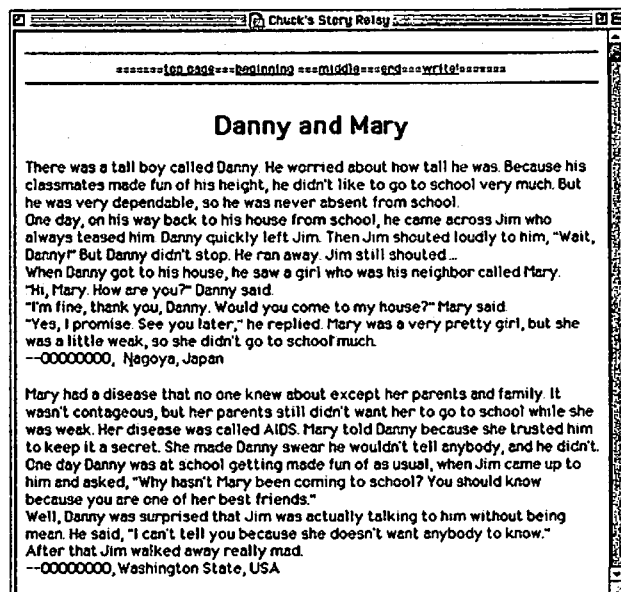 Chuck's Story Relay
=======top page===beginning ===middle===end===write!=======
Danny and Mary
There was a tall boy called Danny. He worried about how tall he was. Because his
classmates made fun of his height, he didn't like to go to school very much. But
he was very dependable, so he was never absent from school.
One day, on his way back to his house from school, he came across Jim who
always teased him. Danny quickly left Jim. Then Jim shouted loudly to him, "Wait,
Danny!" But Danny didn't stop. He ran away. Jim still shouted...
When Danny got to his house, he saw a girl who was his neighbor called Mary.
"Hi, Mary. How are you?" Danny said.
"I'm fine, thank you, Danny. Would you come to my house?" Mary said.
"Yes, I promise. See you later," he replied. Mary was a very pretty girl, but she
was a little weak, so she didn't go to school much.
--OOOOOOOO, Nagoya, Japan
Mary had a disease that no one knew about except her parents and family. It
wasn't contageous, but her parents still didn't want her to go to school while she
was weak. Her disease was called AIDS. Mary told Danny because she trusted him
to keep it a secret. She made Danny swear he wouldn't tell anybody, and he didn't.
One day Danny was at school getting made fun of as usual, when Jim came up to
him and asked, "Why hasn't Mary been coming to school? You should know
because you are one of her best friends."
Well, Danny was surprised that Jim was actually talking to him without being
mean. He said, "I can't tell you because she doesn't want anybody to know."
After that Jim walked away really mad.
--OOOOOOOO, Washington State, USA